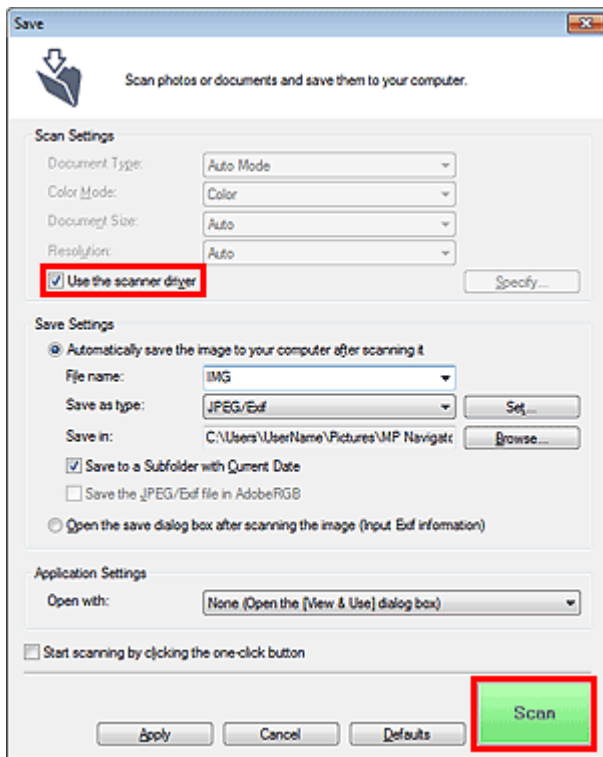 Save
Scan photos or documents and save them to your computer.
Scan Settings
Document Type: Auto Mode
Color Mode: Color
Document Size: Auto
Resolution: Auto
Use the scanner driver Specify...
Save Settings
Automatically save the image to your computer after scanning it
File name: IMG
Save as type: JPEG/Exif Set...
Save in: C:\Users\UserName\Pictures\MP Navigato Browse...
Save to a Subfolder with Current Date
Save the JPEG/Exif file in AdobeRGB
Open the save dialog box after scanning the image (Input Exif information)
Application Settings
Open with: None (Open the [View & Use] dialog box)
Start scanning by clicking the one-click button
Apply Cancel Defaults Scan